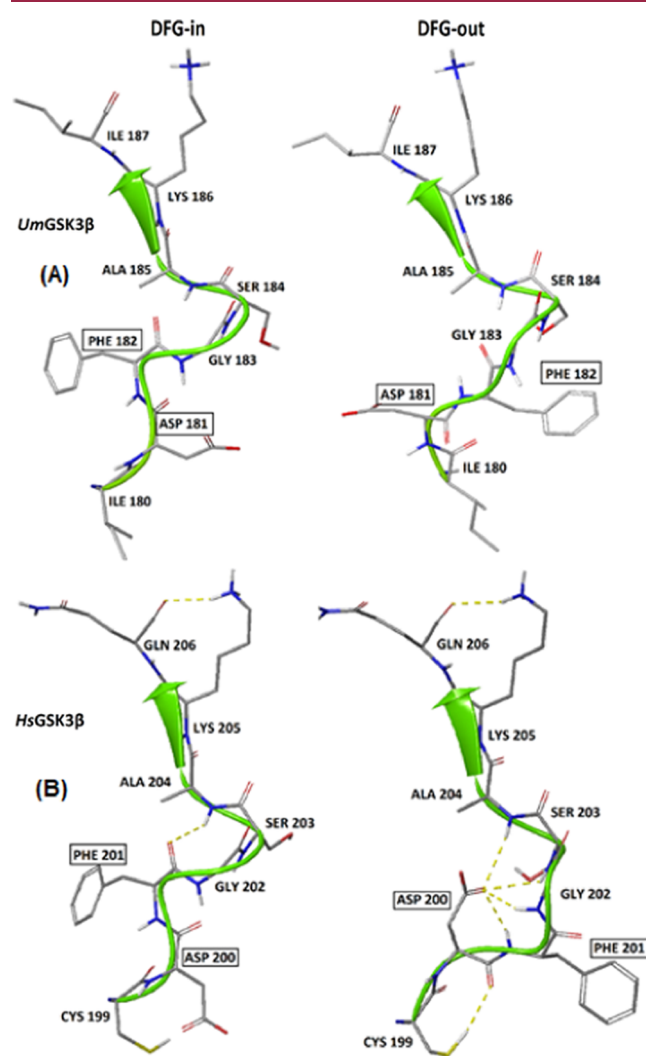 DFG-in
DFG-out
ILE 187
LYS 186
UmGSK3β
ALA 185
(A)
SER 184
PHE 182
GLY 183
ASP 181
ILE 180
ILE 187
LYS 186
ALA 185
SER 184
GLY 183
PHE 182
ASP 181
ILE 180
GLN 206
HsGSK3β
LYS 205
ALA 204
(B)
SER 203
PHE 201
GLY 202
ASP 200
CYS 199
GLN 206
LYS 205
ALA 204
SER 203
ASP 200
GLY 202
PHE 201
CYS 199